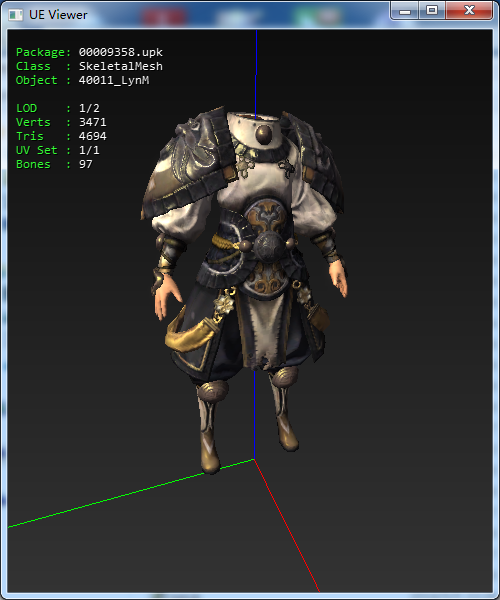 UE Viewer
Package: 00009358.upk
Class : SkeletalMesh
Object : 40011_LynM
LOD : 1/2
Verts : 3471
Tris : 4694
UV Set : 1/1
Bones : 97